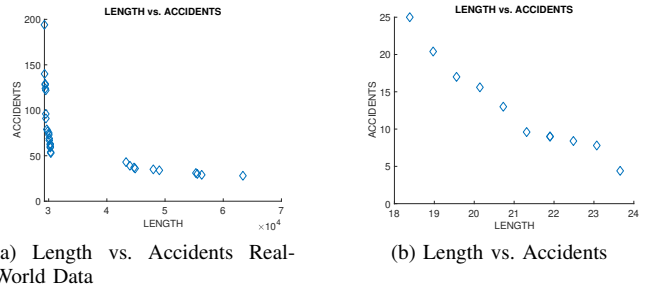 LENGTH vs. ACCIDENTS
200
150
100
50
0
ACCIDENTS
3 4 5 6 7
×10⁴
LENGTH
a) Length vs. Accidents Real-
World Data
LENGTH vs. ACCIDENTS
25
20
15
10
5
0
ACCIDENTS
18 19 20 21 22 23 24
LENGTH
(b) Length vs. Accidents